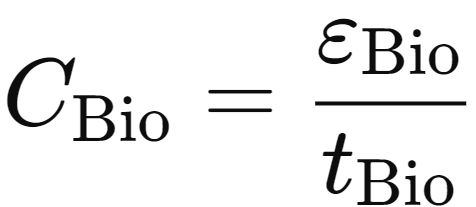 C_Bio = ε_Bio / t_Bio